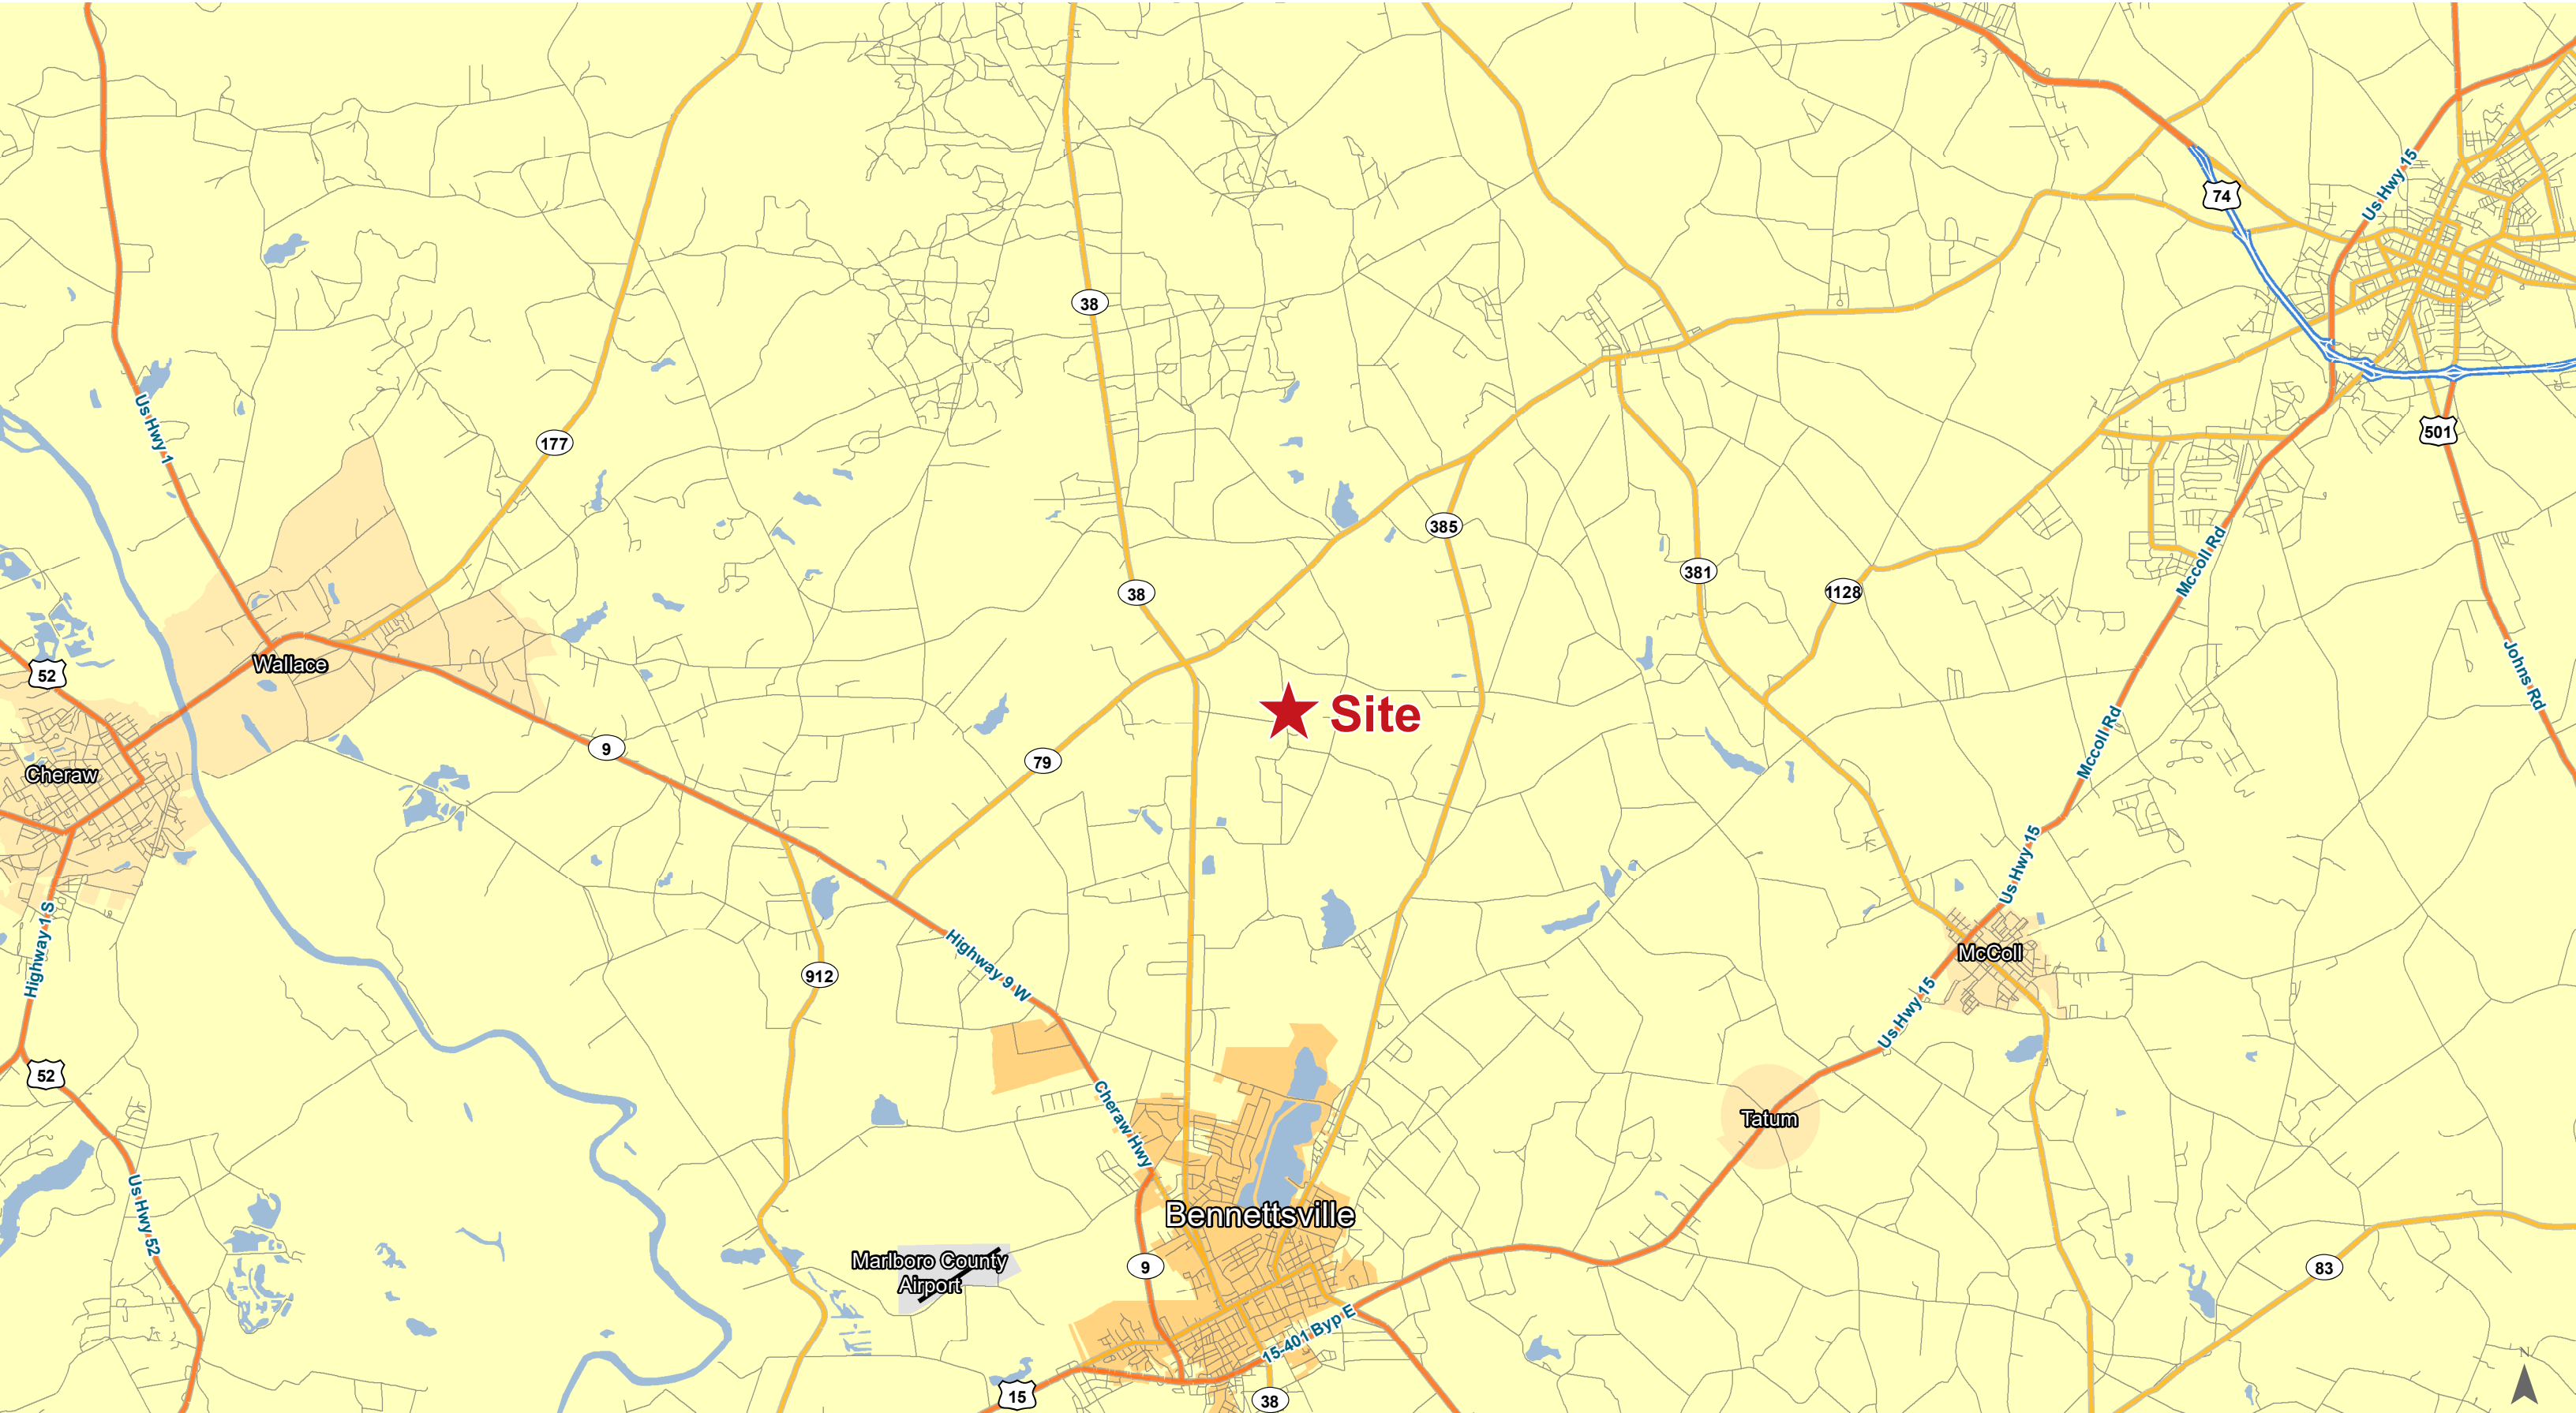 Us Hwy 15
74
38
Us Hwy 1
177
501
385
381
1128
38
Mccoll Rd
52
Wallace
Site
Johns Rd
9
79
Mccoll Rd
Cheraw
Us Hwy 15
Highway 1 S
Highway 9 W
912
McColl
Us Hwy 15
52
Cheraw Hwy
Tatum
Us Hwy 52
Bennettsville
Marlboro County
Airport
9
83
15-401 Byp E
15
38
N